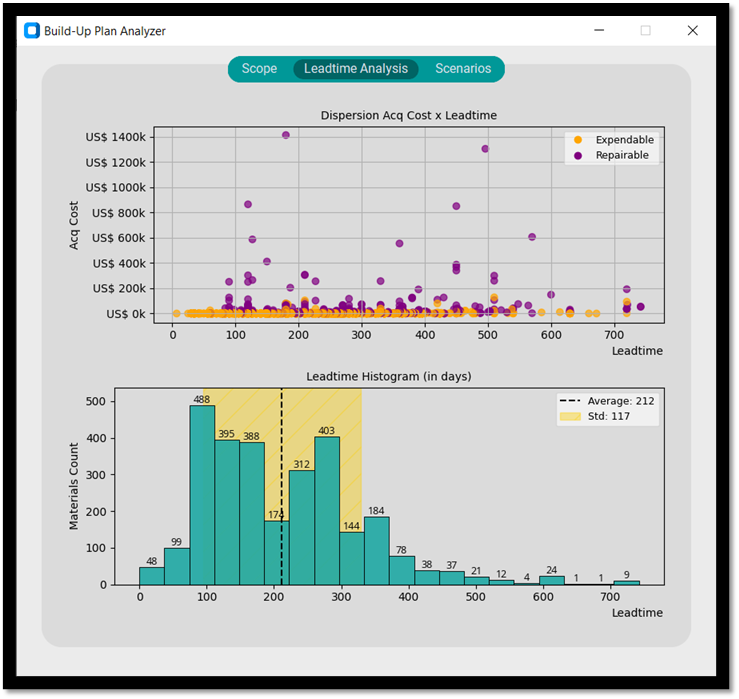 Build-Up Plan Analyzer
Scope Leadtime Analysis Scenarios
Dispersion Acq Cost x Leadtime
Acq Cost
US$ 1400k
US$ 1200k
US$ 1000k
US$ 800k
US$ 600k
US$ 400k
US$ 200k
US$ 0k
Expendable
Repairable
0 100 200 300 400 500 600 700
Leadtime
Leadtime Histogram (in days)
Materials Count
500
400
300
200
100
0
48 99 488 395 388 174 312 403 144 184 78 38 37 21 12 4 24 1 1 9
Average: 212
Std: 117
0 100 200 300 400 500 600 700
Leadtime